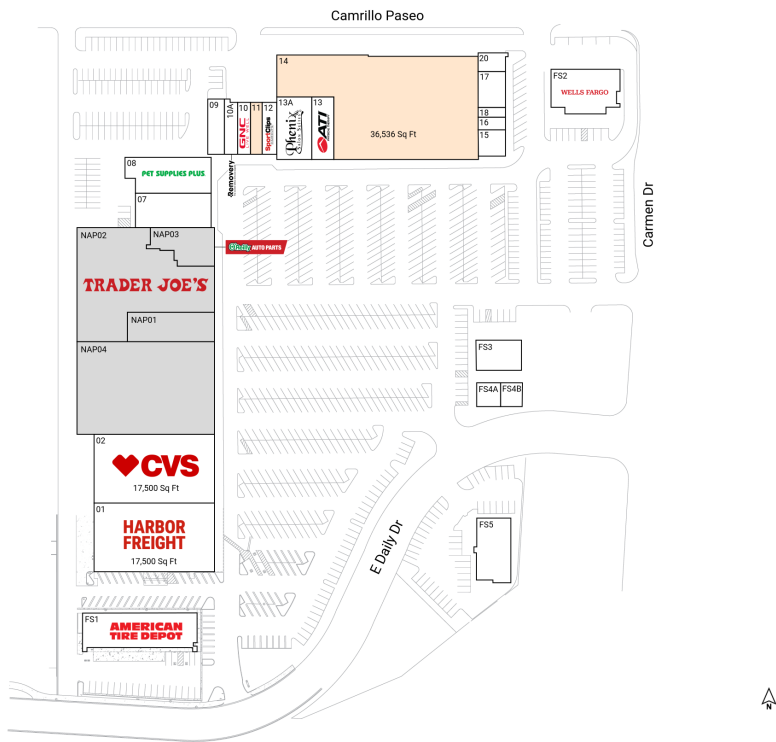 Camrillo Paseo
14
20
17
18
16
15
36,536 Sq Ft
FS2
WELLS FARGO
09
10A
10
GNC
11
12
SportClips
13A
Phenix
13
ATI
Removery
08
PET SUPPLIES PLUS
07
Carmen Dr
NAP02
NAP03
O'Reilly AUTO PARTS
TRADER JOE'S
NAP01
NAP04
FS3
FS4A
FS4B
02
CVS
17,500 Sq Ft
01
HARBOR
FREIGHT
17,500 Sq Ft
E Daily Dr
FS5
FS1
AMERICAN
TIRE DEPOT
N